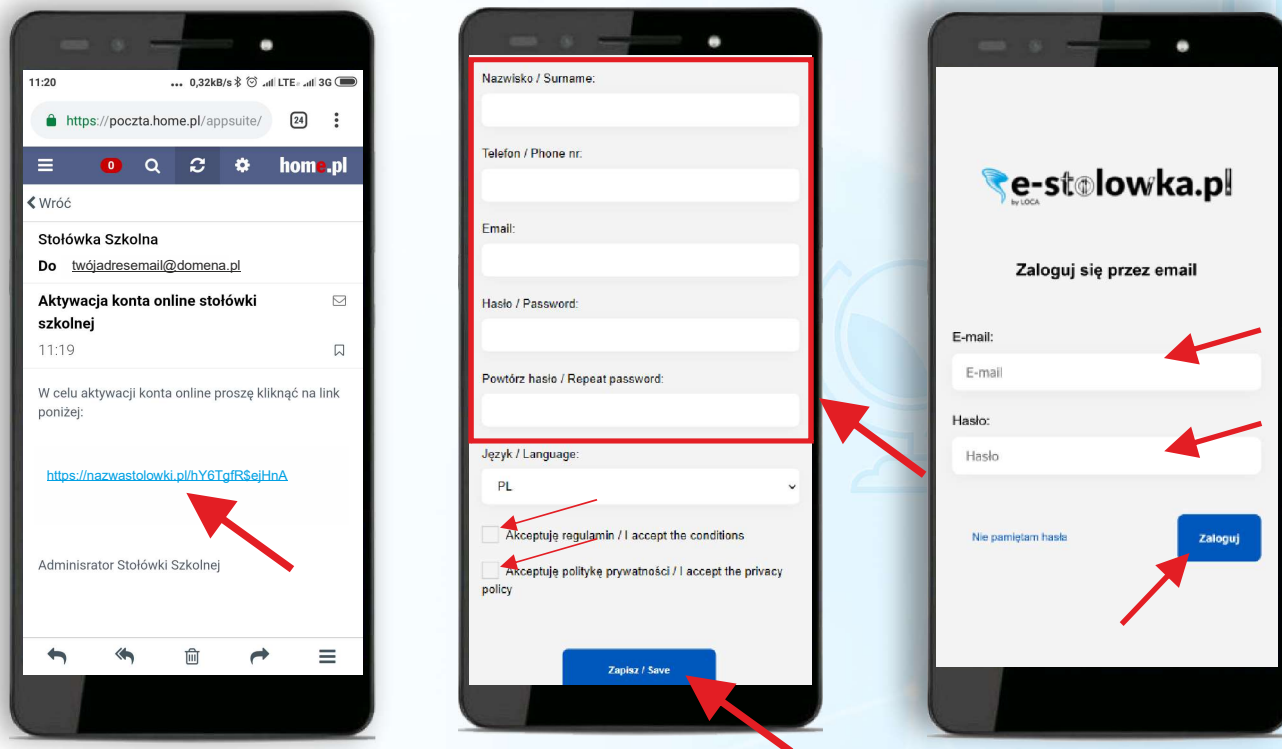 11:20
... 0,32kB/s LTE 3G
https://poczta.home.pl/appsuite/
24
0
home.pl
Wróć
Stołówka Szkolna
Do twójadresemail@domena.pl
Aktywacja konta online stołówki
szkolnej
11:19
W celu aktywacji konta online proszę kliknąć na link
poniżej:
https://nazwastolowki.pl/hY6TgfR$ejHnA
Adminisrator Stołówki Szkolnej
Nazwisko / Surname:
Telefon / Phone nr:
Email:
Hasło / Password:
Powtórz hasło / Repeat password:
Język / Language:
PL
Akceptuję regulamin / I accept the conditions
Akceptuję politykę prywatności / I accept the privacy
policy
Zapisz / Save
e-stolowka.pl
by LOCA
Zaloguj się przez email
E-mail:
E-mail
Hasło:
Hasło
Nie pamiętam hasła
Zaloguj